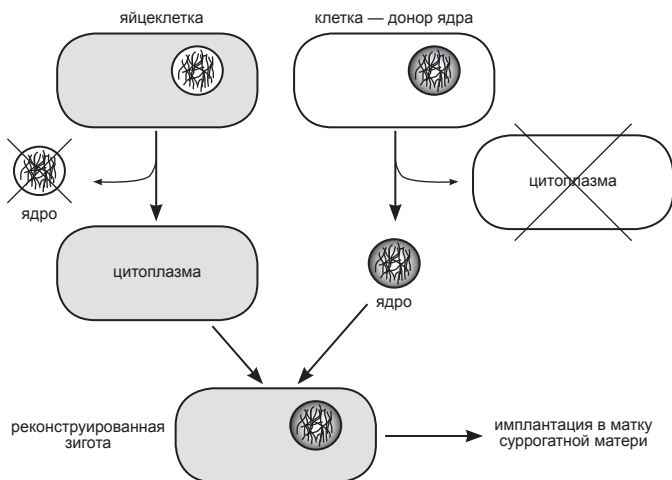 яйцеклетка
клетка — донор ядра
ядро
цитоплазма
цитоплазма
ядро
реконструированная
зигота
имплантация в матку
суррогатной матери